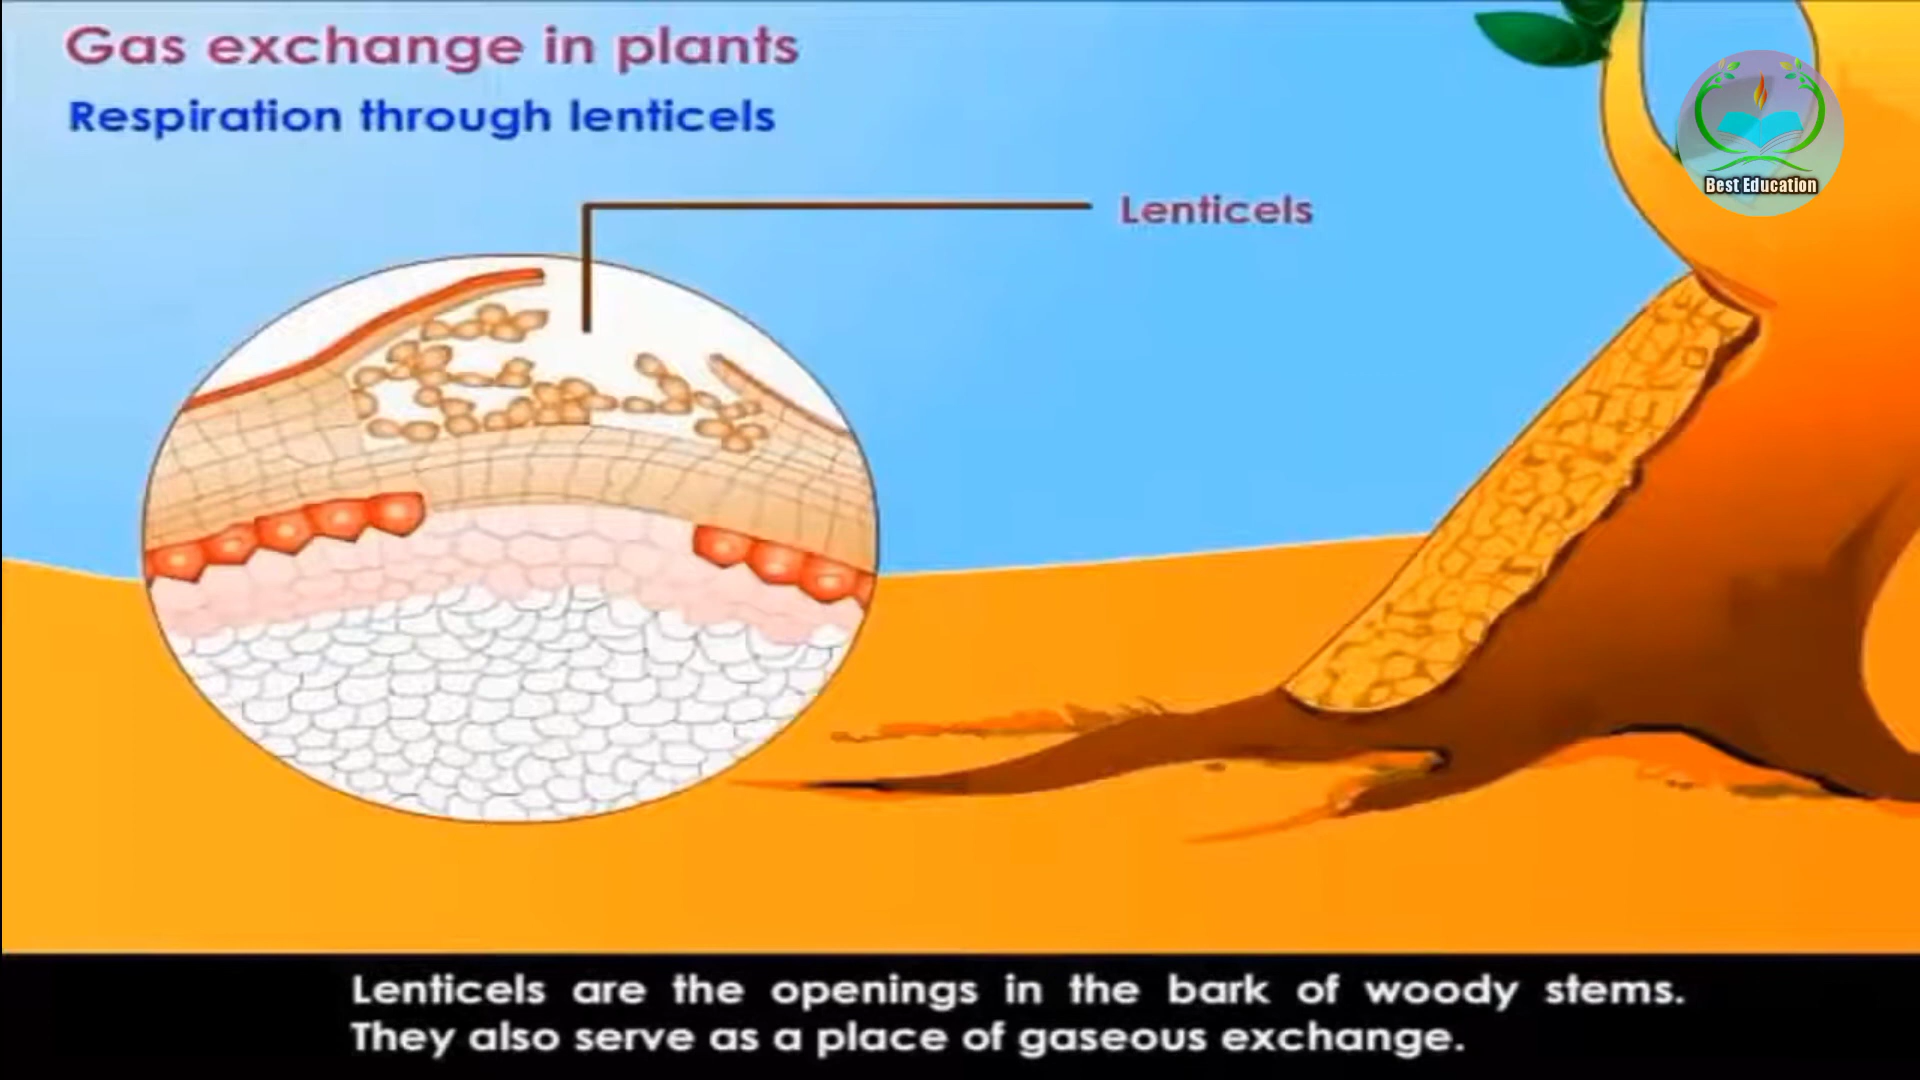 Gas exchange in plants
Respiration through lenticels
Best Education
Lenticels
Lenticels are the openings in the bark of woody stems.
They also serve as a place of gaseous exchange.